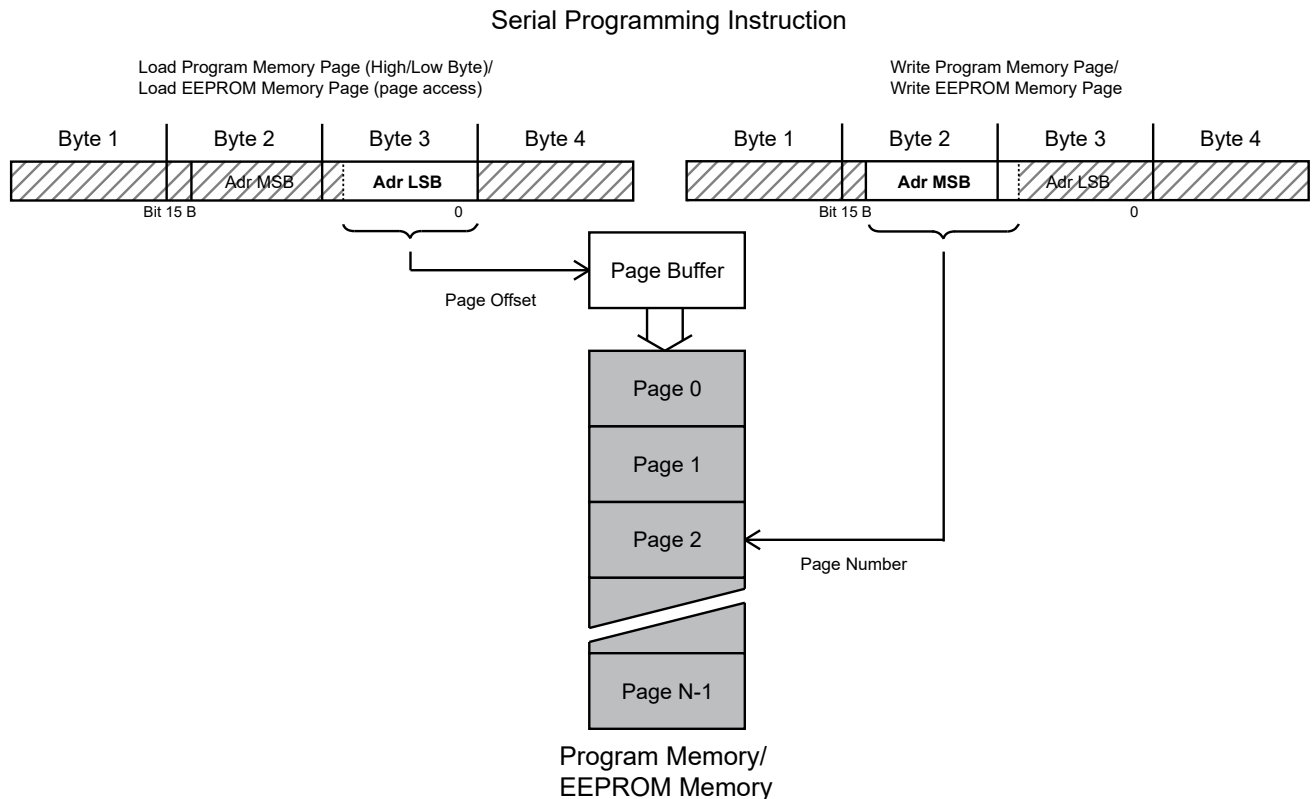 Serial Programming Instruction
Load Program Memory Page (High/Low Byte)/
Load EEPROM Memory Page (page access)
Write Program Memory Page/
Write EEPROM Memory Page
Byte 1 Byte 2 Byte 3 Byte 4
Byte 1 Byte 2 Byte 3 Byte 4
Adr MSB Adr LSB
Adr MSB Adr LSB
Bit 15 B 0
Bit 15 B 0
Page Buffer
Page Offset
Page 0
Page 1
Page 2
Page Number
Page N-1
Program Memory/
EEPROM Memory